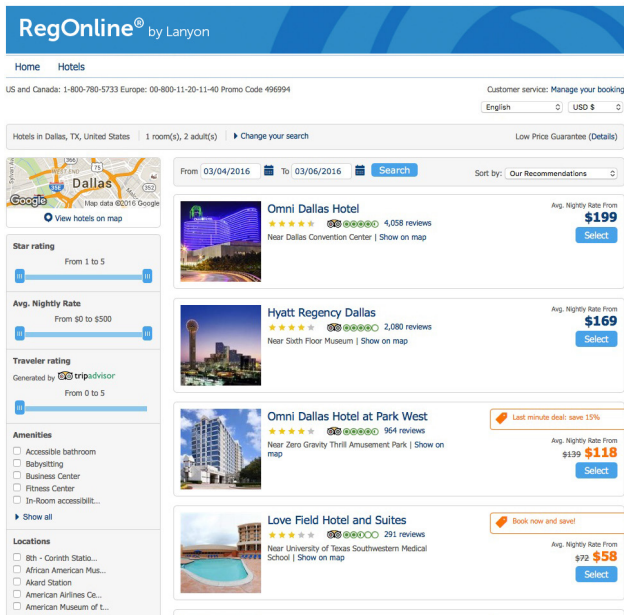 RegOnline® by Lanyon
Home Hotels
US and Canada: 1-800-780-5733 Europe: 00-800-11-20-11-40 Promo Code 496994
Customer service: Manage your booking
English USD $
Hotels in Dallas, TX, United States 1 room(s), 2 adult(s) Change your search
Low Price Guarantee (Details)
WEST END
Dallas
356
75
35E
352
Google Map data ©2016 Google
View hotels on map
Star rating
From 1 to 5
Avg. Nightly Rate
From $0 to $500
Traveler rating
Generated by tripadvisor
From 0 to 5
Amenities
Accessible bathroom
Babysitting
Business Center
Fitness Center
In-Room accessibilit...
Show all
Locations
8th - Corinth Statio...
African American Mus...
Akard Station
American Airlines Ce...
American Museum of t...
From 03/04/2016 To 03/06/2016 Search
Sort by: Our Recommendations
Omni Dallas Hotel
4,058 reviews
Near Dallas Convention Center | Show on map
Avg. Nightly Rate From
$199
Select
Hyatt Regency Dallas
2,080 reviews
Near Sixth Floor Museum | Show on map
Avg. Nightly Rate From
$169
Select
Omni Dallas Hotel at Park West
964 reviews
Near Zero Gravity Thrill Amusement Park | Show on
map
Last minute deal: save 15%
Avg. Nightly Rate From
$139 $118
Select
Love Field Hotel and Suites
291 reviews
Near University of Texas Southwestern Medical
School | Show on map
Book now and save!
Avg. Nightly Rate From
$72 $58
Select